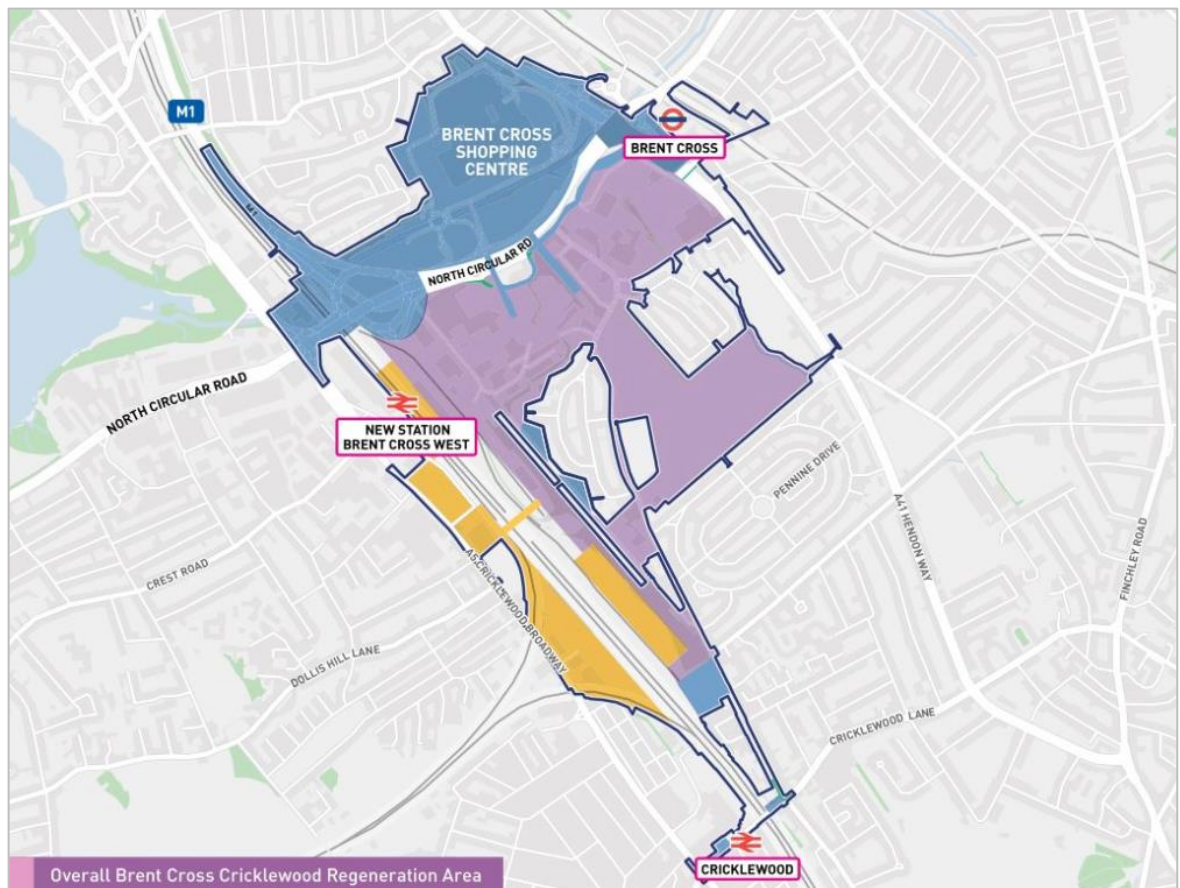 M1
BRENT CROSS
SHOPPING
CENTRE
BRENT CROSS
NORTH CIRCULAR RD
NORTH CIRCULAR ROAD
NEW STATION
BRENT CROSS WEST
PENNINE DRIVE
A41 HENDON WAY
FINCHLEY ROAD
CREST ROAD
A5 CRICKLEWOOD BROADWAY
DOLLIS HILL LANE
CRICKLEWOOD LANE
CRICKLEWOOD
Overall Brent Cross Cricklewood Regeneration Area
M1